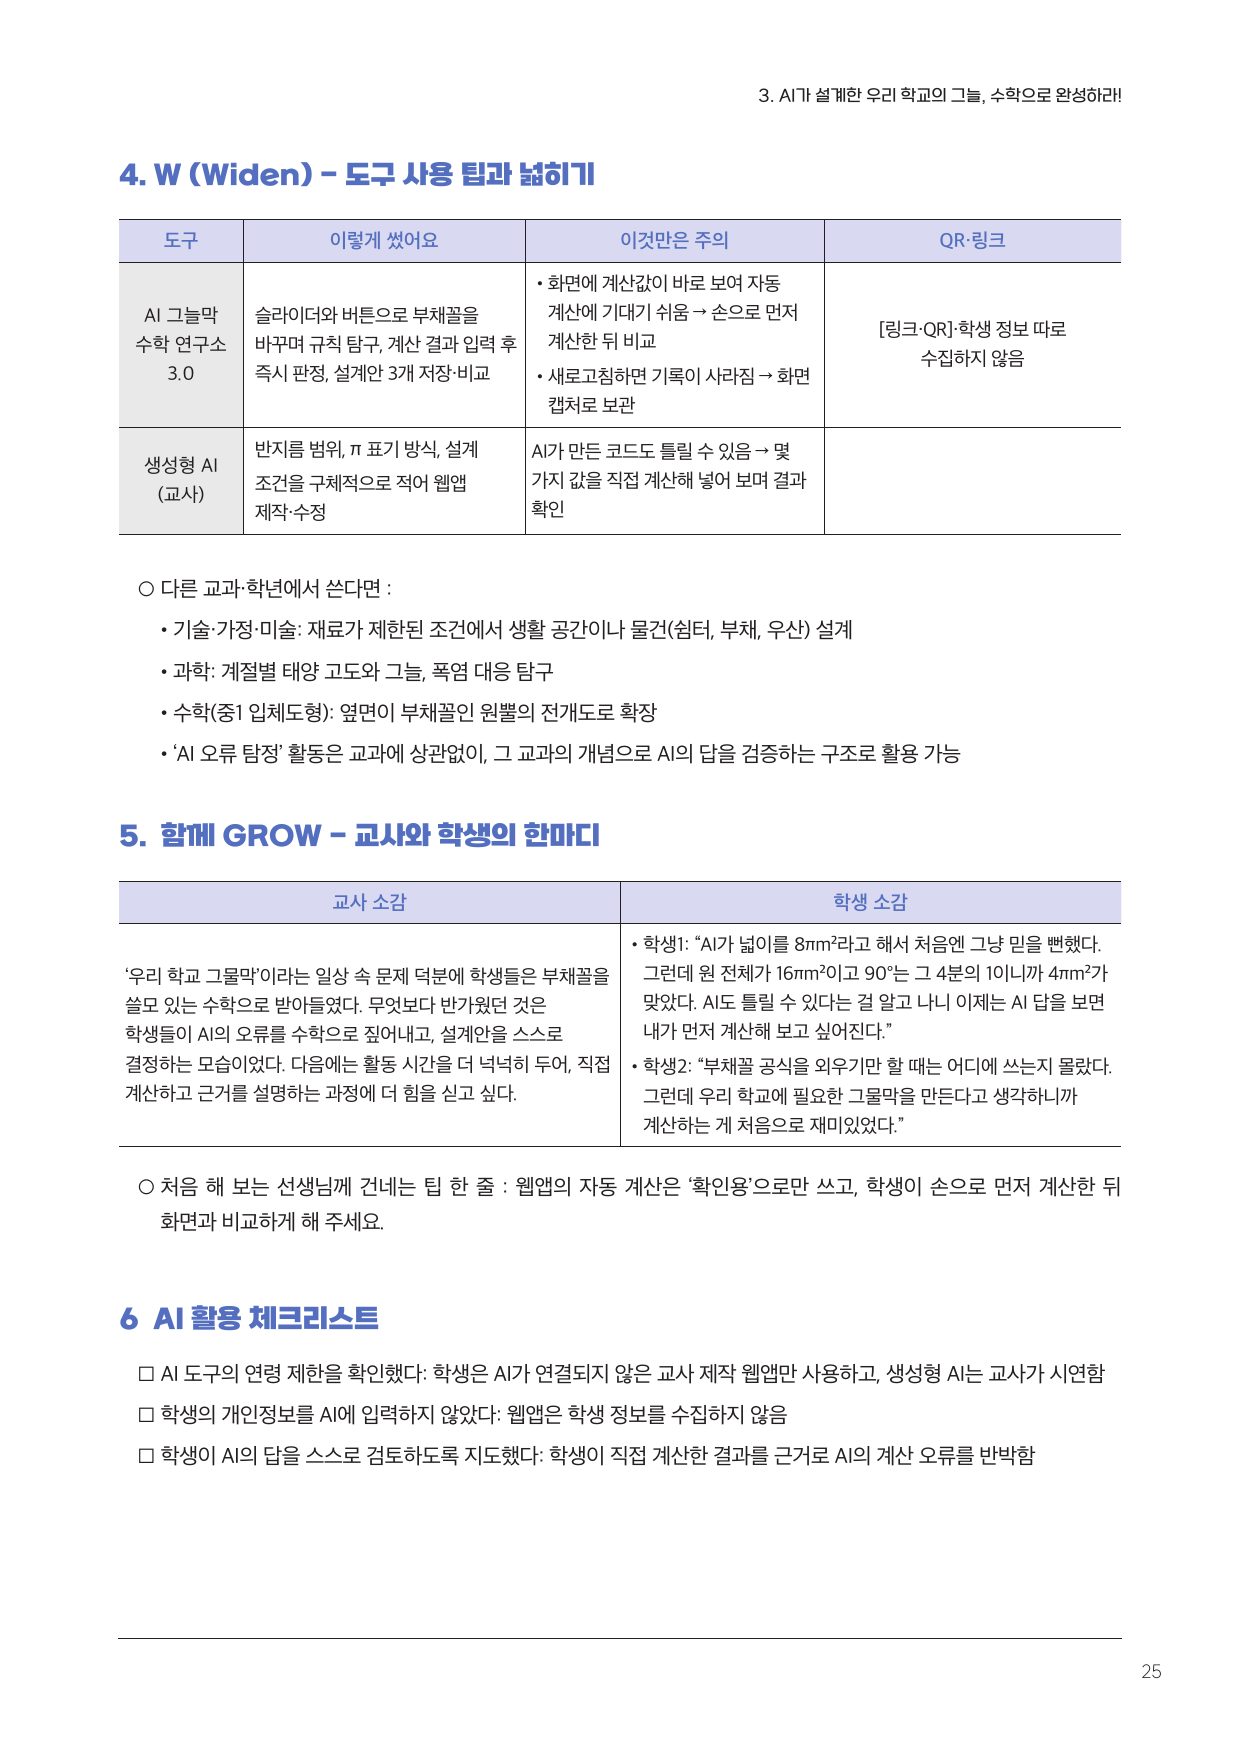 3. AI가 설계한 우리 학교의 그늘, 수학으로 완성하라!
4. W (Widen) – 도구 사용 팁과 넓히기
도구
이렇게 썼어요
이것만은 주의
QR·링크
AI 그늘막
수학 연구소
3.0
슬라이더와 버튼으로 부채꼴을
바꾸며 규칙 탐구, 계산 결과 입력 후
즉시 판정, 설계안 3개 저장·비교
• 화면에 계산값이 바로 보여 자동
계산에 기대기 쉬움 → 손으로 먼저
계산한 뒤 비교
• 새로고침하면 기록이 사라짐 → 화면
캡처로 보관
[링크·QR]·학생 정보 따로
수집하지 않음
생성형 AI
(교사)
반지름 범위, π 표기 방식, 설계
조건을 구체적으로 적어 웹앱
제작·수정
AI가 만든 코드도 틀릴 수 있음 → 몇
가지 값을 직접 계산해 넣어 보며 결과
확인
○ 다른 교과·학년에서 쓴다면 :
• 기술·가정·미술: 재료가 제한된 조건에서 생활 공간이나 물건(쉼터, 부채, 우산) 설계
• 과학: 계절별 태양 고도와 그늘, 폭염 대응 탐구
• 수학(중1 입체도형): 옆면이 부채꼴인 원뿔의 전개도로 확장
• ‘AI 오류 탐정’ 활동은 교과에 상관없이, 그 교과의 개념으로 AI의 답을 검증하는 구조로 활용 가능
5. 함께 GROW – 교사와 학생의 한마디
교사 소감
학생 소감
‘우리 학교 그물막’이라는 일상 속 문제 덕분에 학생들은 부채꼴을
쓸모 있는 수학으로 받아들였다. 무엇보다 반가웠던 것은
학생들이 AI의 오류를 수학으로 짚어내고, 설계안을 스스로
결정하는 모습이었다. 다음에는 활동 시간을 더 넉넉히 두어, 직접
계산하고 근거를 설명하는 과정에 더 힘을 싣고 싶다.
• 학생1: “AI가 넓이를 8πm²라고 해서 처음엔 그냥 믿을 뻔했다.
그런데 원 전체가 16πm²이고 90°는 그 4분의 1이니까 4πm²가
맞았다. AI도 틀릴 수 있다는 걸 알고 나니 이제는 AI 답을 보면
내가 먼저 계산해 보고 싶어진다.”
• 학생2: “부채꼴 공식을 외우기만 할 때는 어디에 쓰는지 몰랐다.
그런데 우리 학교에 필요한 그물막을 만든다고 생각하니까
계산하는 게 처음으로 재미있었다.”
○ 처음 해 보는 선생님께 건네는 팁 한 줄 : 웹앱의 자동 계산은 ‘확인용’으로만 쓰고, 학생이 손으로 먼저 계산한 뒤
화면과 비교하게 해 주세요.
6 AI 활용 체크리스트
□ AI 도구의 연령 제한을 확인했다: 학생은 AI가 연결되지 않은 교사 제작 웹앱만 사용하고, 생성형 AI는 교사가 시연함
□ 학생의 개인정보를 AI에 입력하지 않았다: 웹앱은 학생 정보를 수집하지 않음
□ 학생이 AI의 답을 스스로 검토하도록 지도했다: 학생이 직접 계산한 결과를 근거로 AI의 계산 오류를 반박함
25